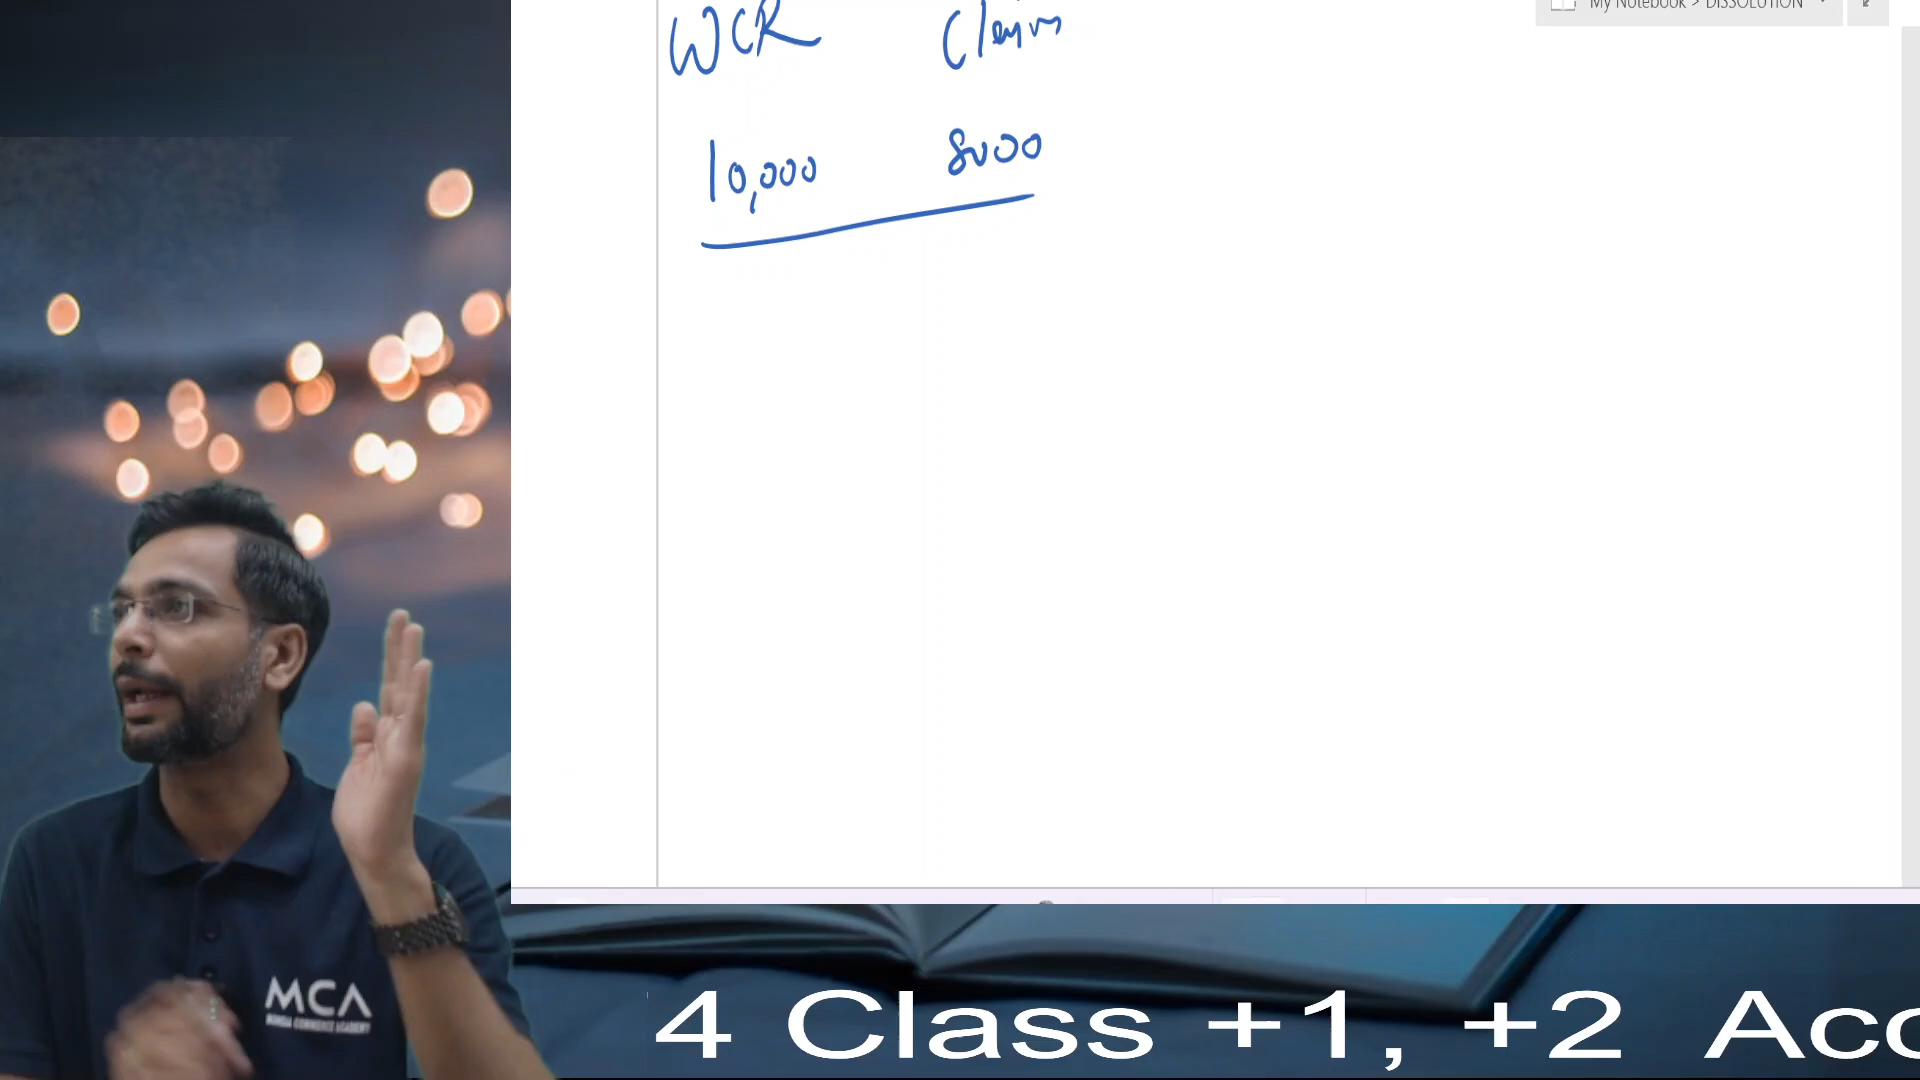 My Notebook > DISSOLUTION
WCR Claim
10,000 8000
MCA
4 Class +1, +2 Acc